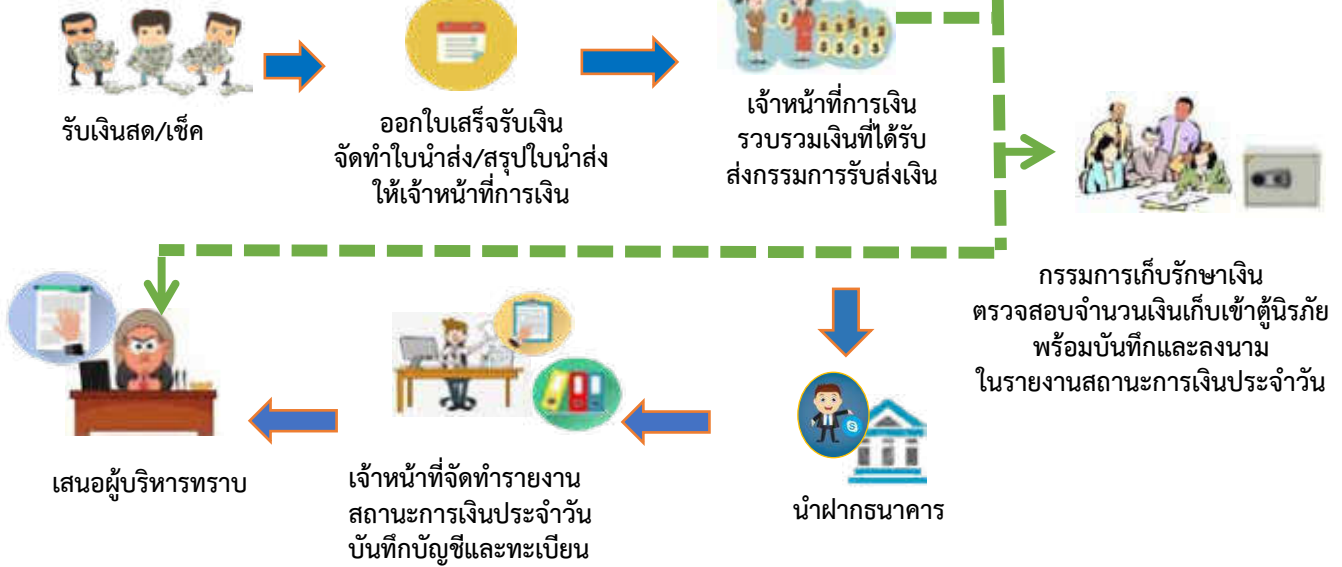 รับเงินสด/เช็ค
ออกใบเสร็จรับเงิน
จัดทำใบนำส่ง/สรุปใบนำส่ง
ให้เจ้าหน้าที่การเงิน
เจ้าหน้าที่การเงิน
รวบรวมเงินที่ได้รับ
ส่งกรรมการรับส่งเงิน
กรรมการเก็บรักษาเงิน
ตรวจสอบจำนวนเงินเก็บเข้าตู้นิรภัย
พร้อมบันทึกและลงนาม
ในรายงานสถานะการเงินประจำวัน
นำฝากธนาคาร
เจ้าหน้าที่จัดทำรายงาน
สถานะการเงินประจำวัน
บันทึกบัญชีและทะเบียน
เสนอผู้บริหารทราบ